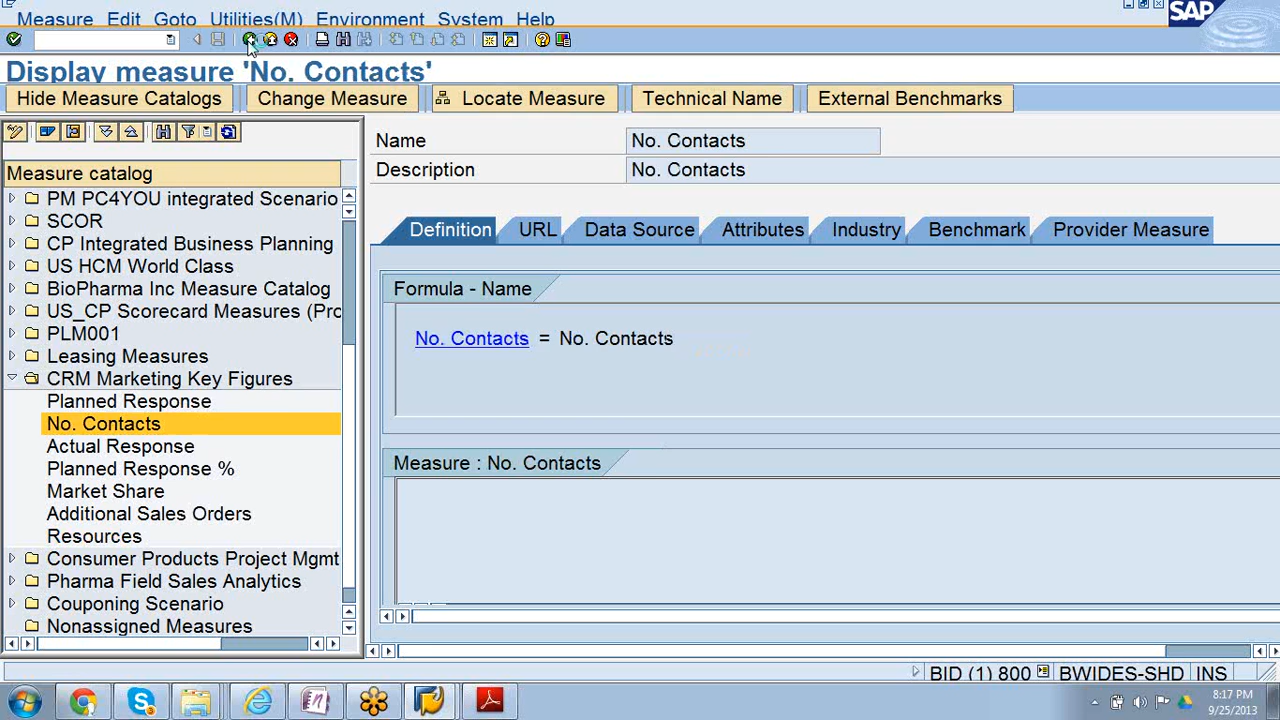 Measure Edit Goto Utilities(M) Environment System Help
SAP
Display measure 'No. Contacts'
Hide Measure Catalogs Change Measure Locate Measure Technical Name External Benchmarks
Measure catalog
PM PC4YOU integrated Scenario
SCOR
CP Integrated Business Planning
US HCM World Class
BioPharma Inc Measure Catalog
US_CP Scorecard Measures (Pro
PLM001
Leasing Measures
CRM Marketing Key Figures
Planned Response
No. Contacts
Actual Response
Planned Response %
Market Share
Additional Sales Orders
Resources
Consumer Products Project Mgmt
Pharma Field Sales Analytics
Couponing Scenario
Nonassigned Measures
Name No. Contacts
Description No. Contacts
Definition URL Data Source Attributes Industry Benchmark Provider Measure
Formula - Name
No. Contacts = No. Contacts
Measure : No. Contacts
BID (1) 800 BWIDES-SHD INS
8:17 PM
9/25/2013